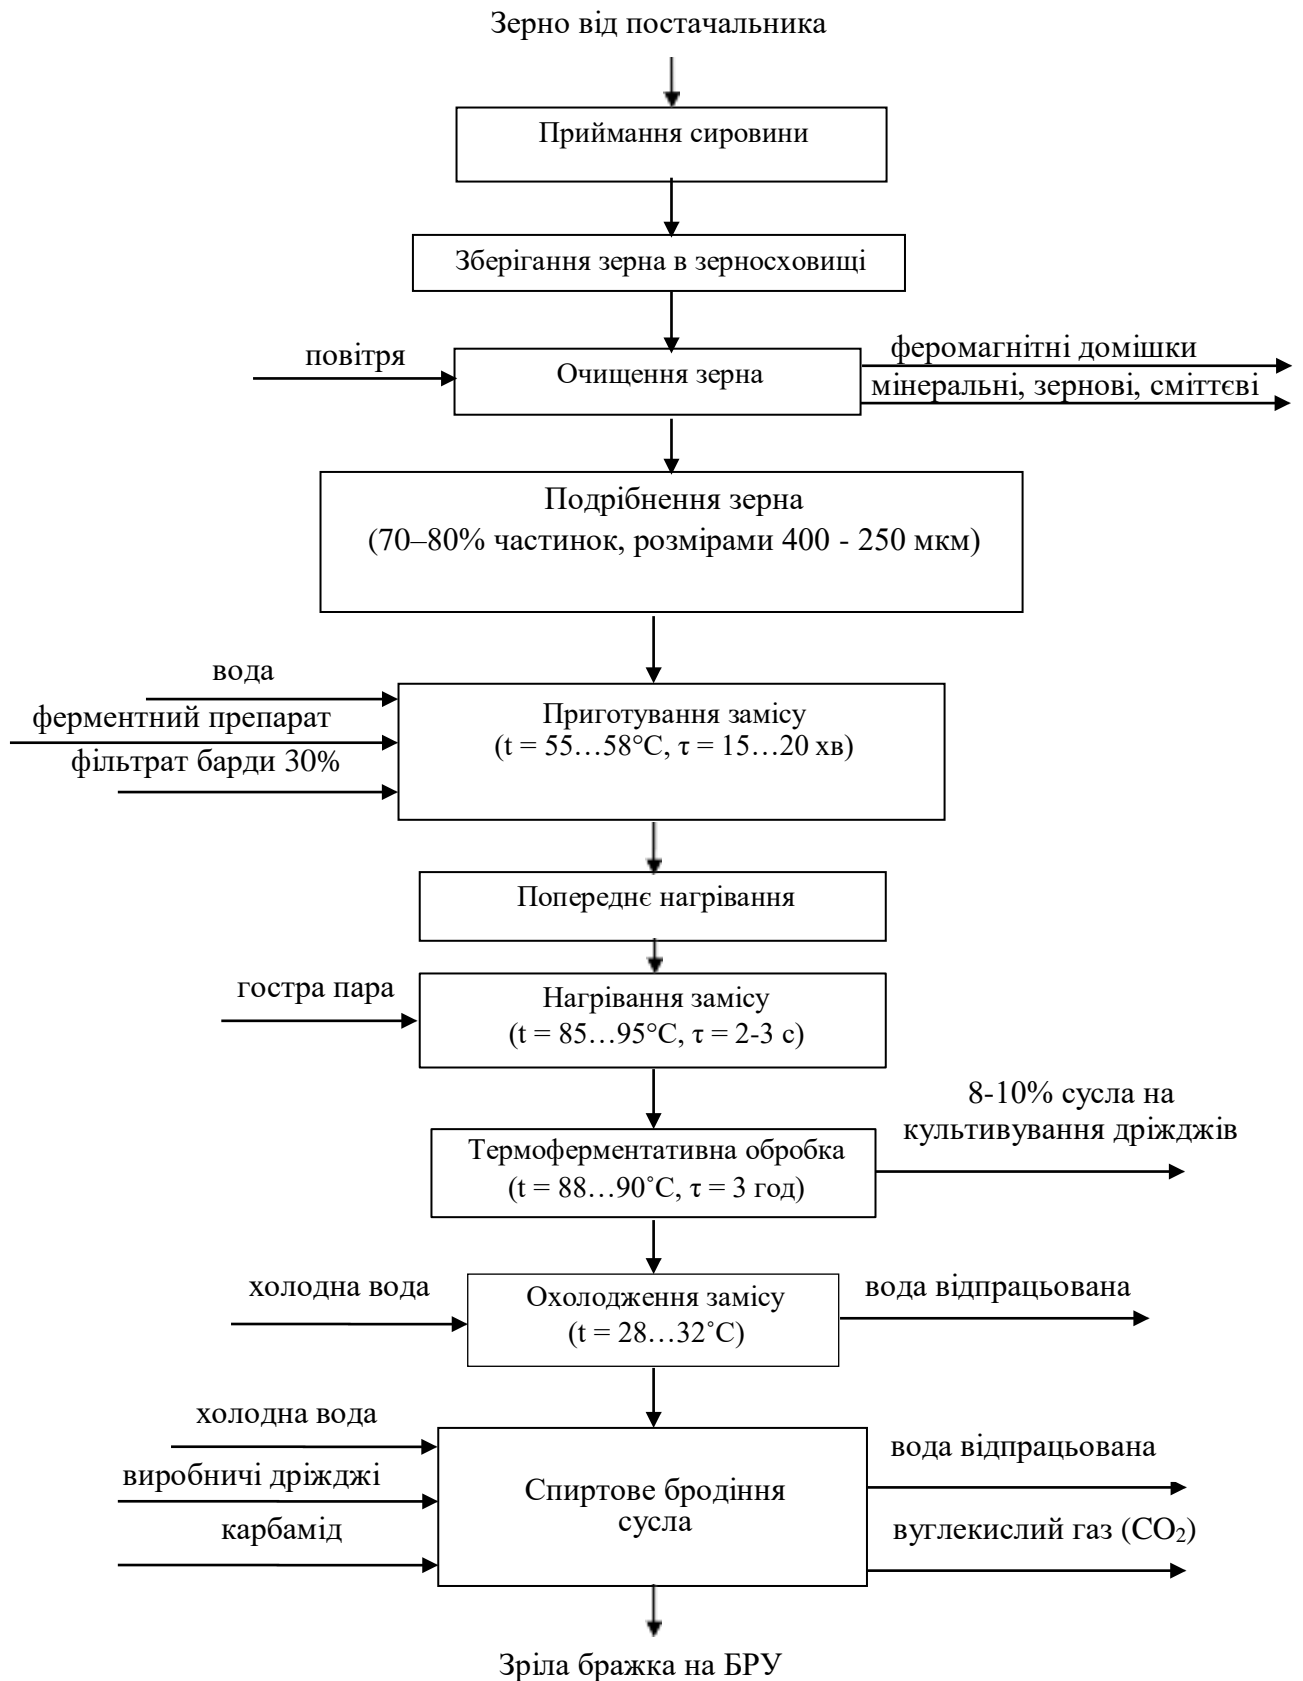 Зерно від постачальника
Приймання сировини
Зберігання зерна в зерносховищі
повітря
Очищення зерна
феромагнітні домішки
мінеральні, зернові, сміттєві
Подрібнення зерна
(70–80% частинок, розмірами 400 - 250 мкм)
вода
ферментний препарат
фільтрат барди 30%
Приготування замісу
(t = 55…58°C, τ = 15…20 хв)
Попереднє нагрівання
гостра пара
Нагрівання замісу
(t = 85…95°C, τ = 2-3 с)
Термоферментативна обробка
(t = 88…90˚C, τ = 3 год)
8-10% сусла на
культивування дріжджів
холодна вода
Охолодження замісу
(t = 28…32˚C)
вода відпрацьована
холодна вода
виробничі дріжджі
карбамід
Спиртове бродіння
сусла
вода відпрацьована
вуглекислий газ (CO₂)
Зріла бражка на БРУ